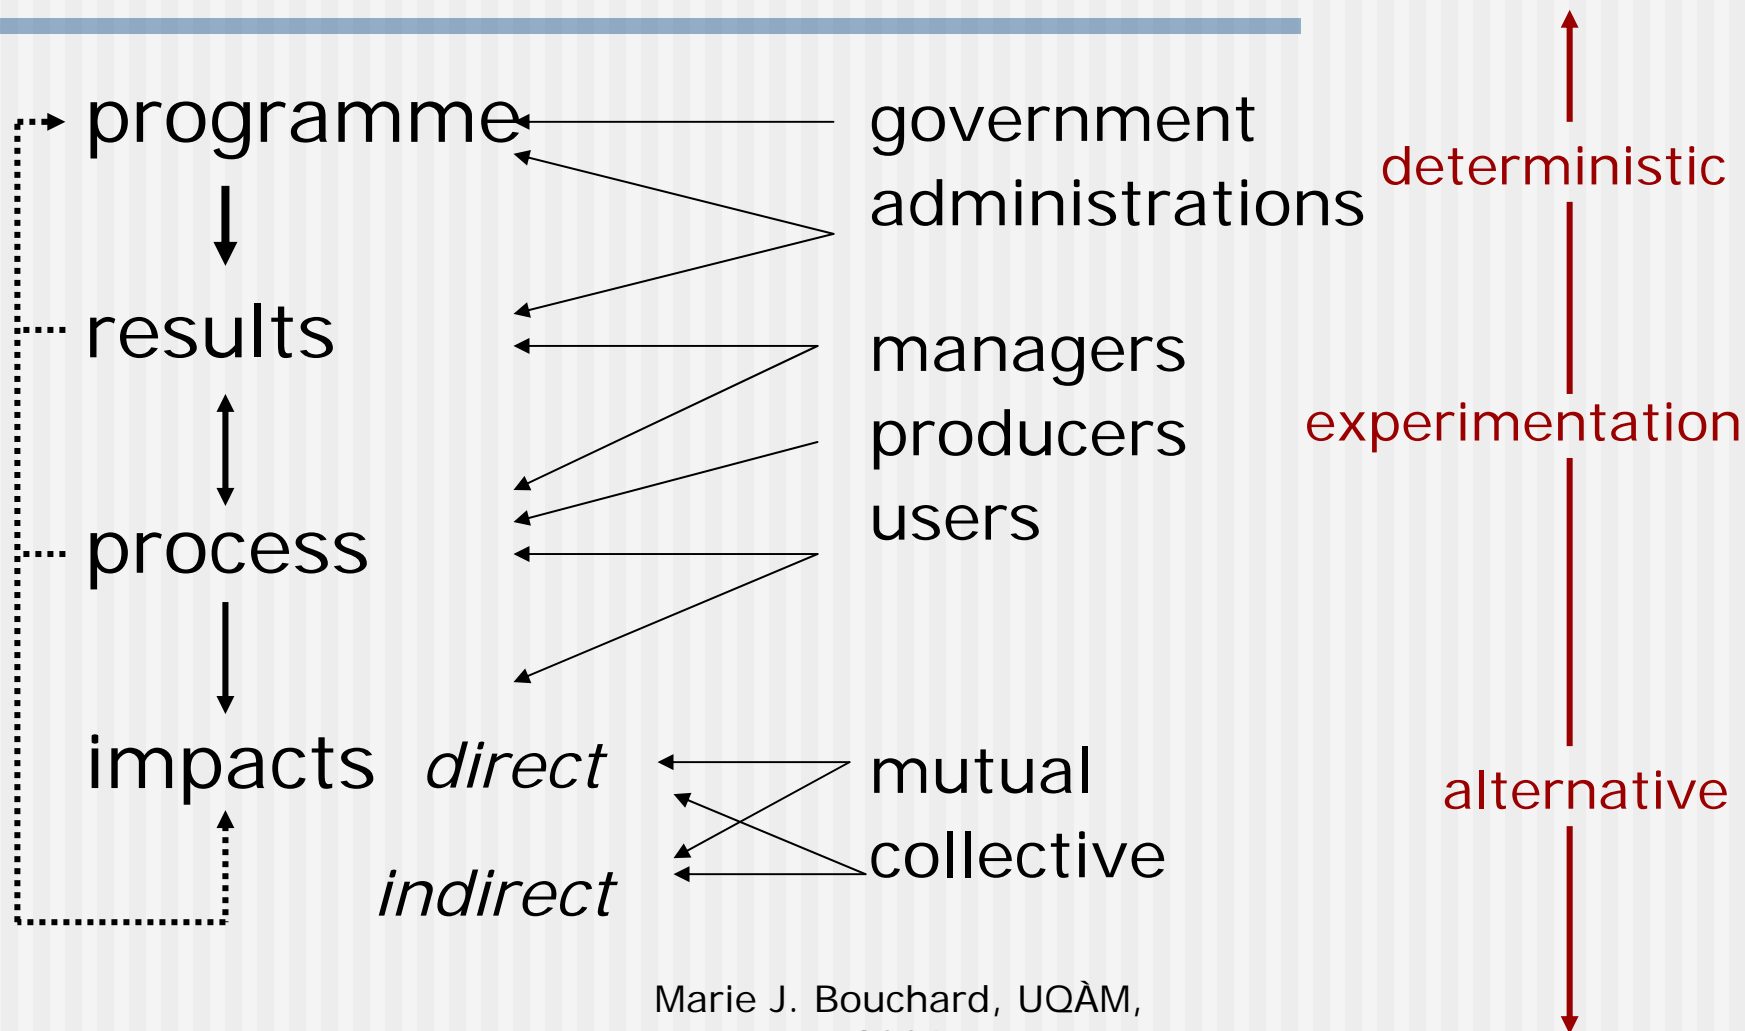 programme
results
process
impacts direct
indirect
government
administrations
managers
producers
users
mutual
collective
deterministic
experimentation
alternative
Marie J. Bouchard, UQÀM,